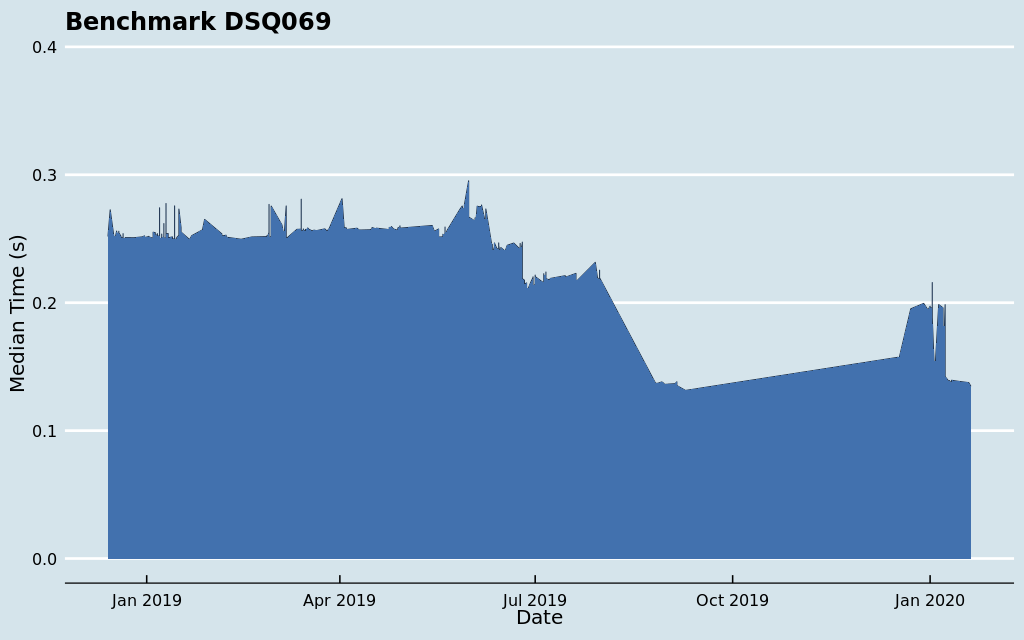 Benchmark DSQ069
0.4
0.3
0.2
0.1
0.0
Median Time (s)
Jan 2019
Apr 2019
Jul 2019
Oct 2019
Jan 2020
Date